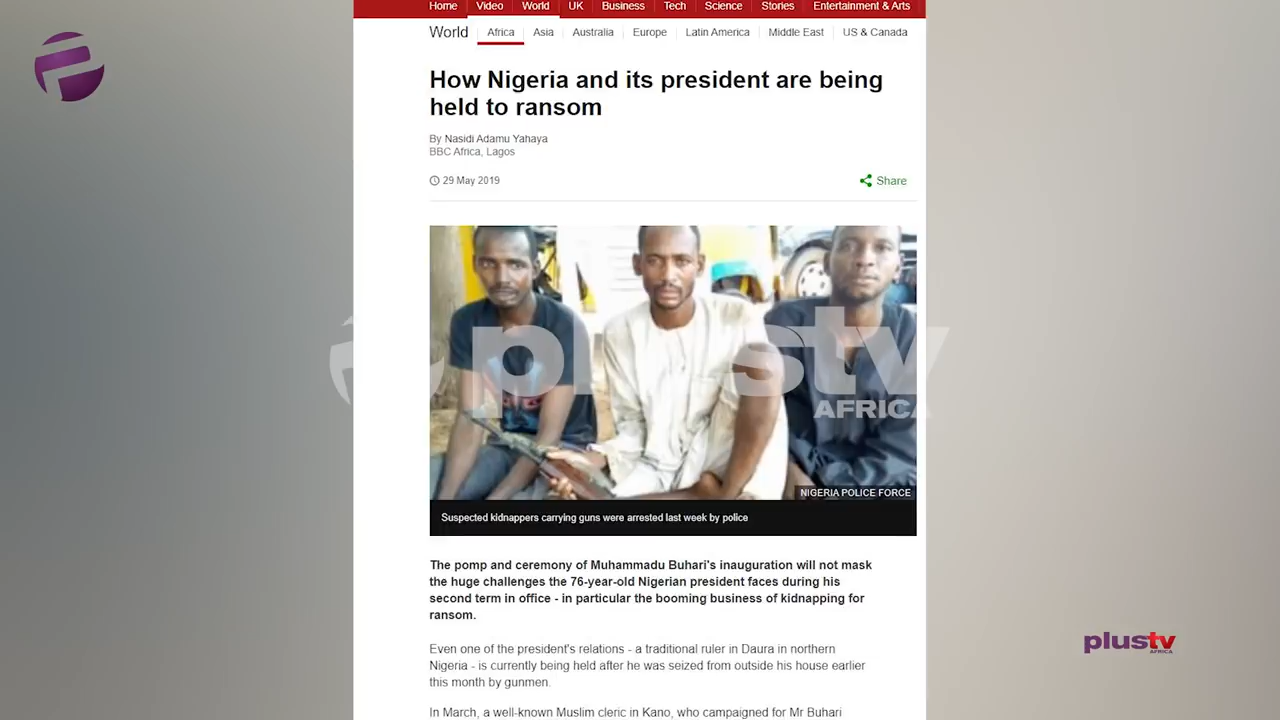 Home Video World UK Business Tech Science Stories Entertainment & Arts
World Africa Asia Australia Europe Latin America Middle East US & Canada
How Nigeria and its president are being
held to ransom
By Nasidi Adamu Yahaya
BBC Africa, Lagos
29 May 2019
Share
plustv
AFRICA
NIGERIA POLICE FORCE
Suspected kidnappers carrying guns were arrested last week by police
The pomp and ceremony of Muhammadu Buhari's inauguration will not mask
the huge challenges the 76-year-old Nigerian president faces during his
second term in office - in particular the booming business of kidnapping for
ransom.
Even one of the president's relations - a traditional ruler in Daura in northern
Nigeria - is currently being held after he was seized from outside his house earlier
this month by gunmen.
In March, a well-known Muslim cleric in Kano, who campaigned for Mr Buhari
plustv
AFRICA